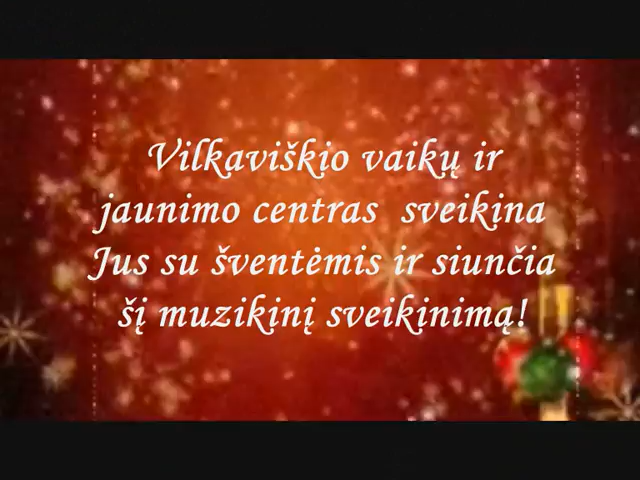 Vilkaviškio vaikų ir
jaunimo centras sveikina
Jus su šventėmis ir siunčia
šį muzikinį sveikinimą!